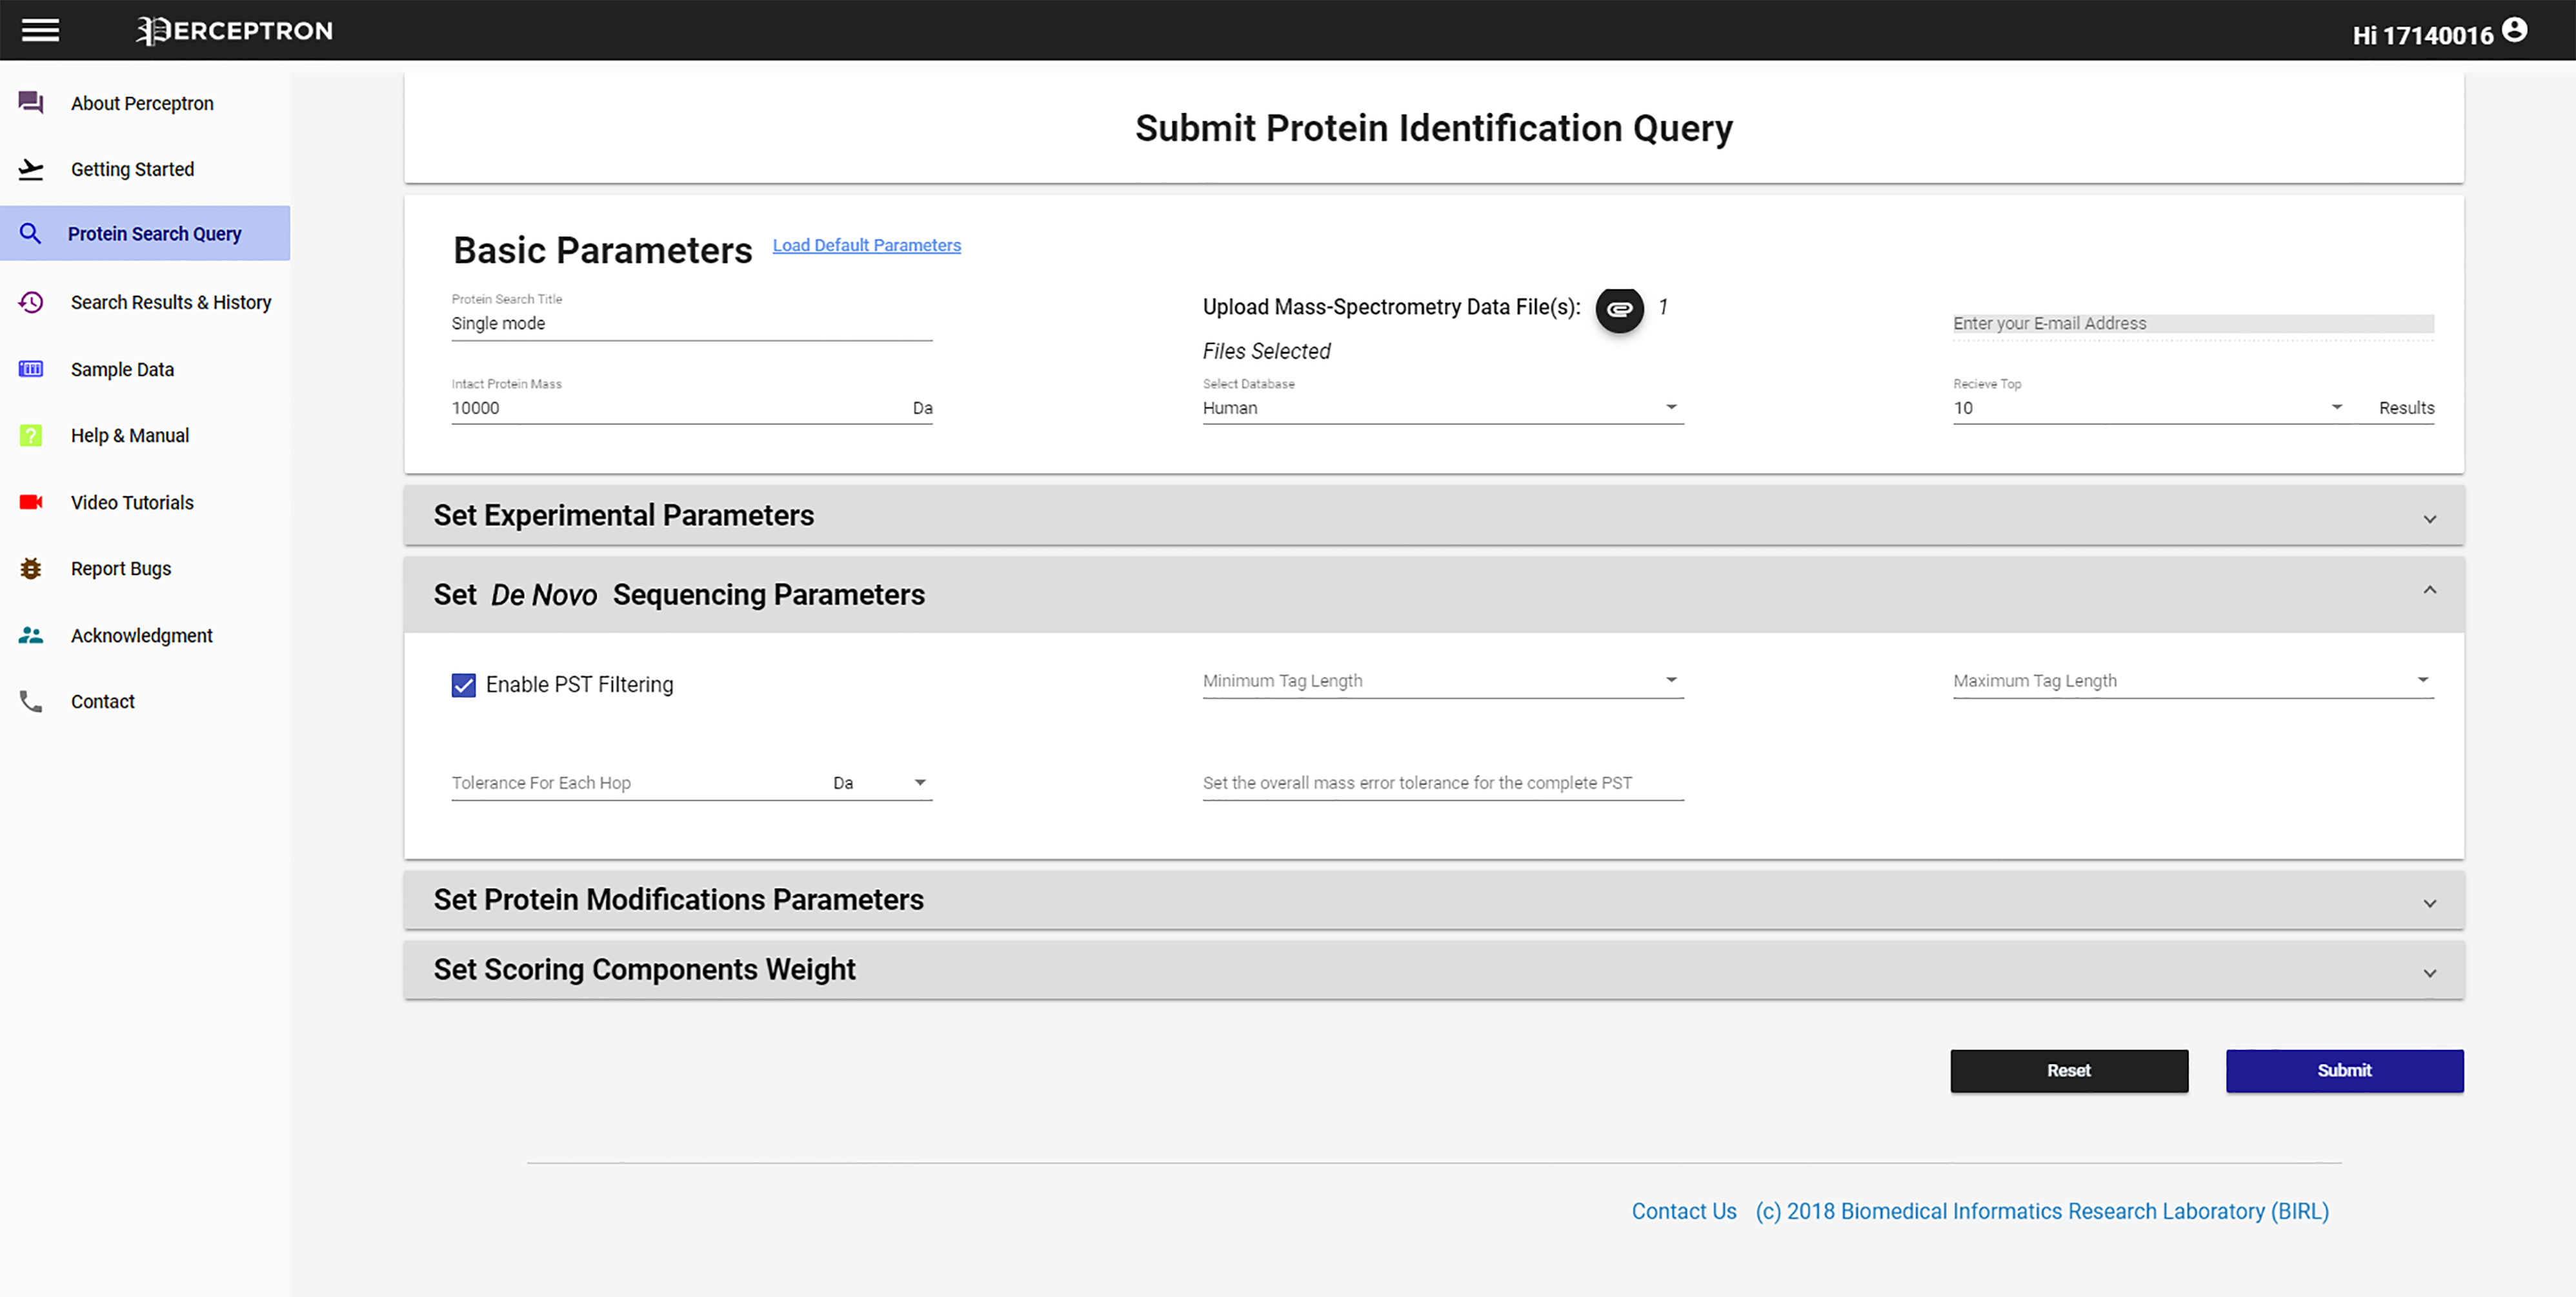 PERCEPTRON
Hi 17140016
About Perceptron
Getting Started
Protein Search Query
Search Results & History
Sample Data
Help & Manual
?
Video Tutorials
Report Bugs
Acknowledgment
Contact
Submit Protein Identification Query
Basic Parameters Load Default Parameters
Protein Search Title
Single mode
Upload Mass-Spectrometry Data File(s): 1
Files Selected
Enter your E-mail Address
Intact Protein Mass
10000 Da
Select Database
Human
Recieve Top
10 Results
Set Experimental Parameters
Set De Novo Sequencing Parameters
Enable PST Filtering
Minimum Tag Length
Maximum Tag Length
Tolerance For Each Hop Da
Set the overall mass error tolerance for the complete PST
Set Protein Modifications Parameters
Set Scoring Components Weight
Reset
Submit
Contact Us (c) 2018 Biomedical Informatics Research Laboratory (BIRL)